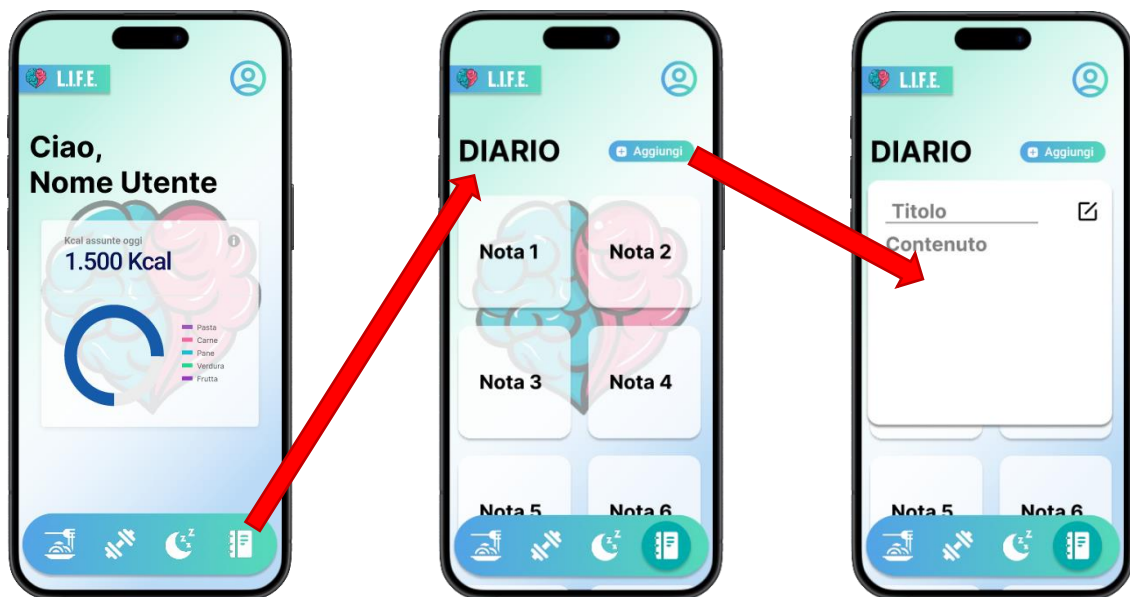 L.I.F.E.
Ciao,
Nome Utente
Kcal assunte oggi
1.500 Kcal
Pasta
Carne
Pane
Verdura
Frutta
L.I.F.E.
DIARIO
Aggiungi
Nota 1
Nota 2
Nota 3
Nota 4
Nota 5
Nota 6
L.I.F.E.
DIARIO
Aggiungi
Titolo
Contenuto
Nota 5
Nota 6